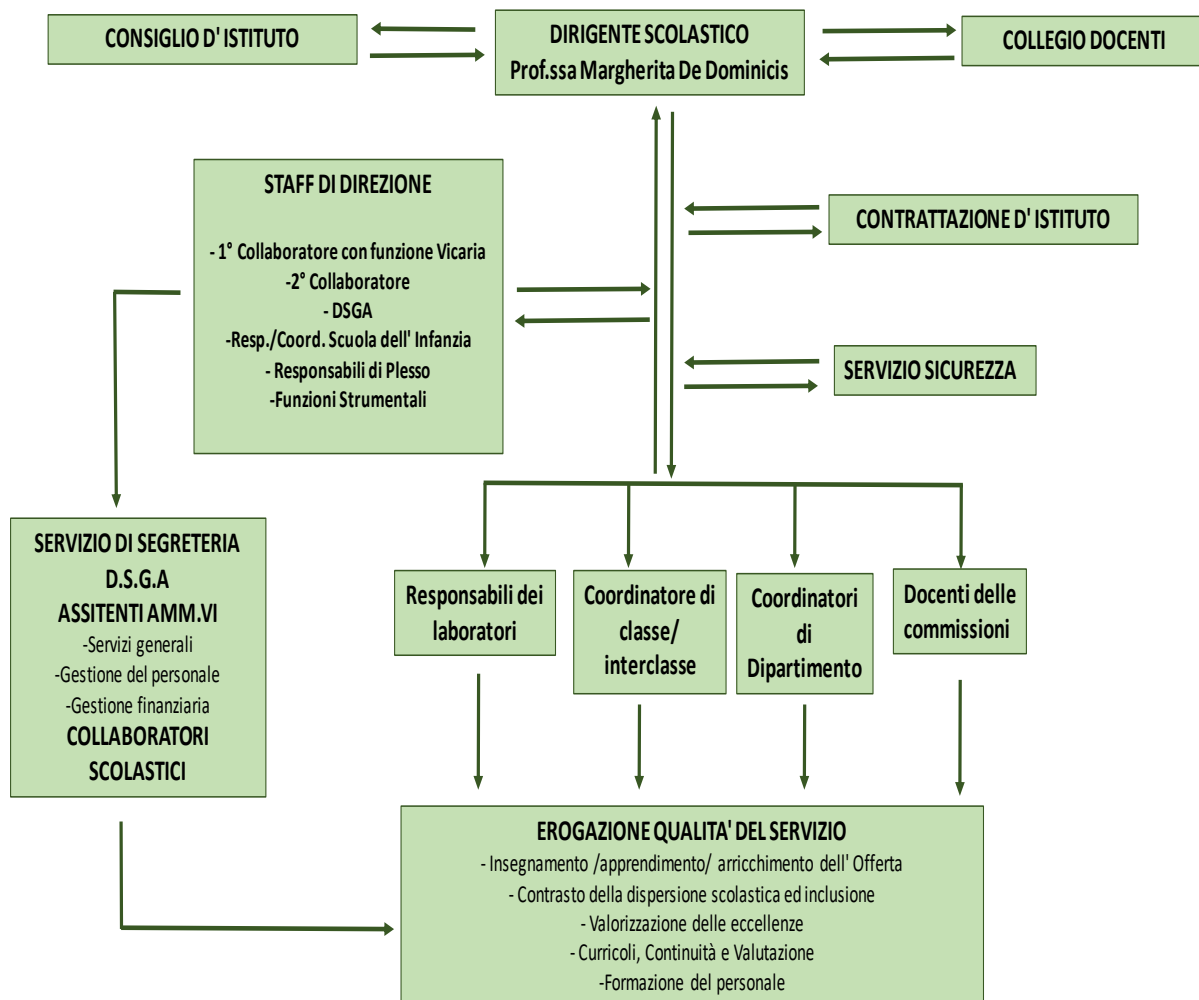 CONSIGLIO D' ISTITUTO
DIRIGENTE SCOLASTICO
Prof.ssa Margherita De Dominicis
COLLEGIO DOCENTI
STAFF DI DIREZIONE
- 1° Collaboratore con funzione Vicaria
-2° Collaboratore
- DSGA
-Resp./Coord. Scuola dell' Infanzia
- Responsabili di Plesso
-Funzioni Strumentali
CONTRATTAZIONE D' ISTITUTO
SERVIZIO SICUREZZA
SERVIZIO DI SEGRETERIA
D.S.G.A
ASSITENTI AMM.VI
-Servizi generali
-Gestione del personale
-Gestione finanziaria
COLLABORATORI
SCOLASTICI
Responsabili dei
laboratori
Coordinatore di
classe/
interclasse
Coordinatori
di
Dipartimento
Docenti delle
commissioni
EROGAZIONE QUALITA' DEL SERVIZIO
- Insegnamento /apprendimento/ arricchimento dell' Offerta
- Contrasto della dispersione scolastica ed inclusione
- Valorizzazione delle eccellenze
- Curricoli, Continuità e Valutazione
-Formazione del personale